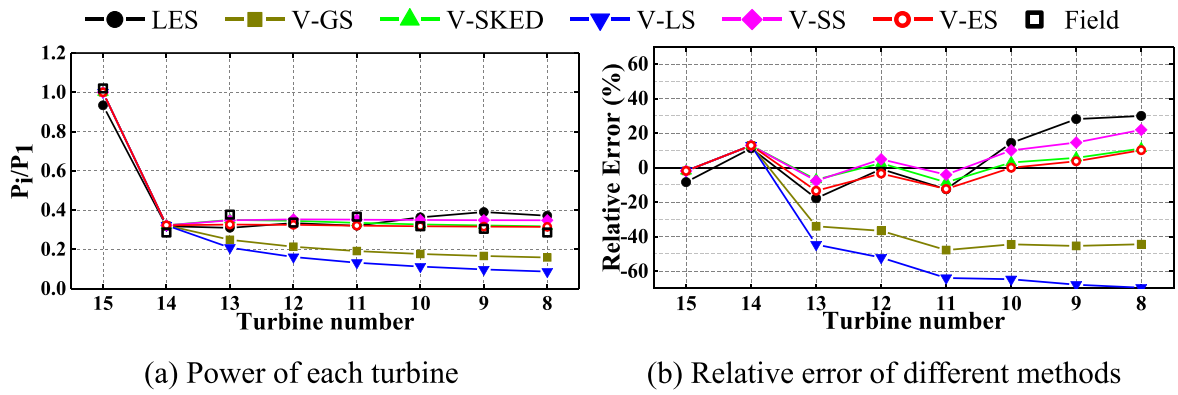 LES V-GS V-SKED V-LS V-SS V-ES Field
Pi/P1
1.2
1.0
0.8
0.6
0.4
0.2
0.0
15 14 13 12 11 10 9 8
Turbine number
(a) Power of each turbine
Relative Error (%)
60
40
20
0
-20
-40
-60
15 14 13 12 11 10 9 8
Turbine number
(b) Relative error of different methods